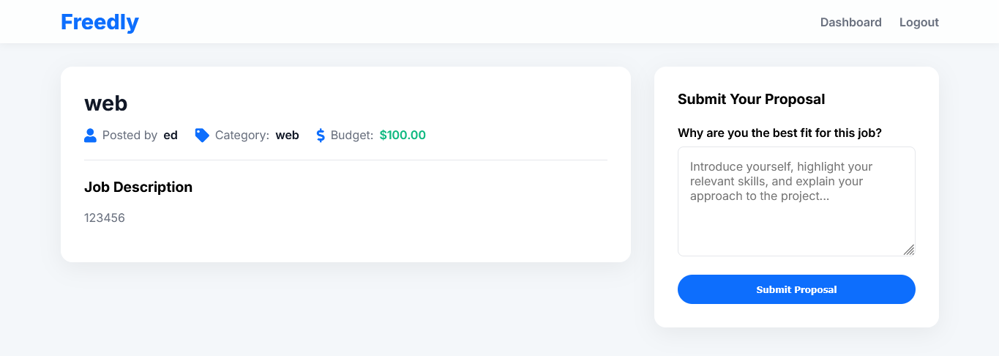 Freedly
Dashboard Logout
web
Posted by ed Category: web Budget: $100.00
Job Description
123456
Submit Your Proposal
Why are you the best fit for this job?
Introduce yourself, highlight your
relevant skills, and explain your
approach to the project...
Submit Proposal